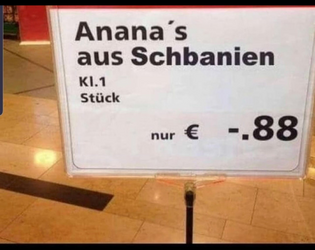 Anana´s
aus Schbanien
Kl.1
Stück
nur € -.88